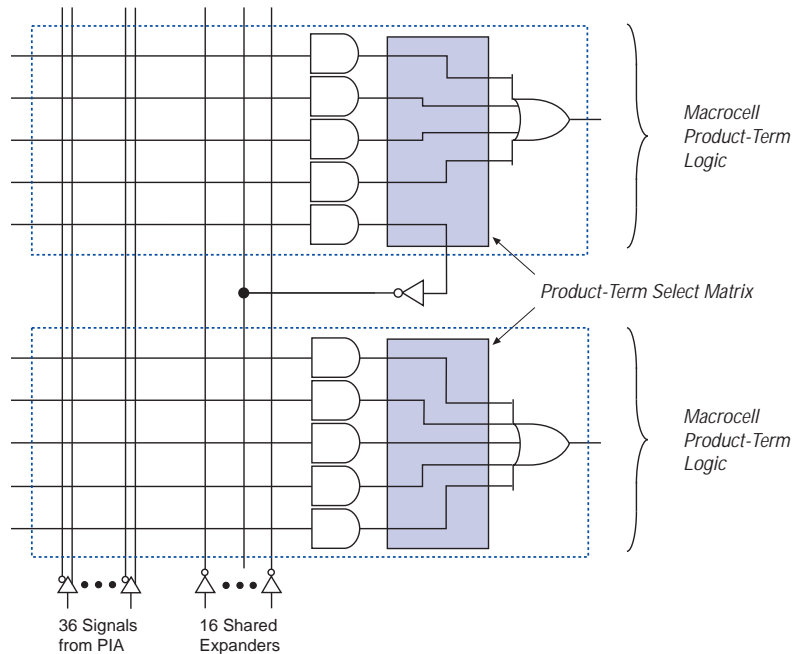 Macrocell
Product-Term
Logic
Product-Term Select Matrix
Macrocell
Product-Term
Logic
36 Signals
from PIA
16 Shared
Expanders